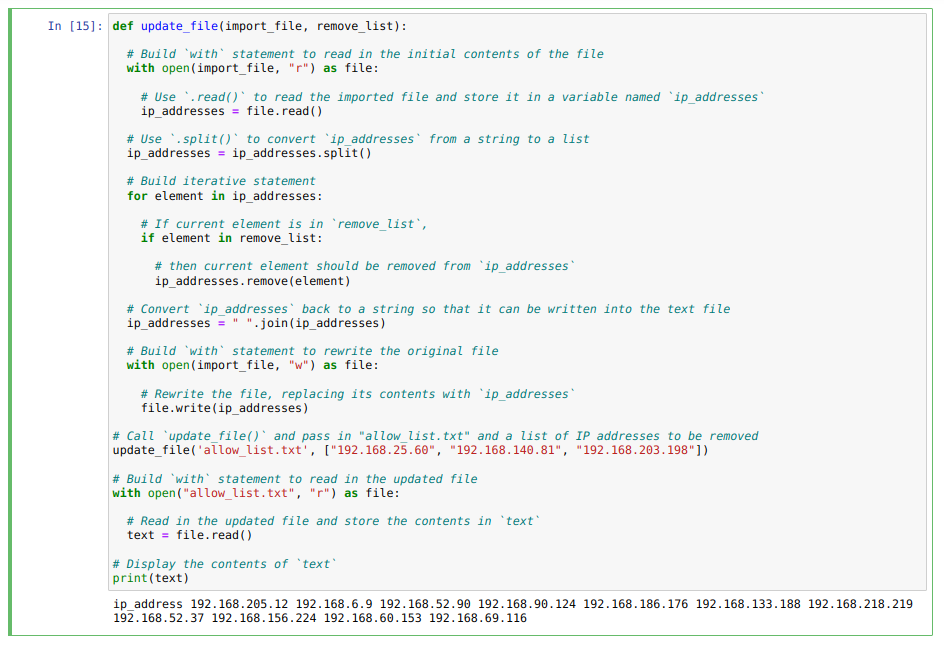 In [15]: def update_file(import_file, remove_list):
# Build `with` statement to read in the initial contents of the file
with open(import_file, "r") as file:
# Use `.read()` to read the imported file and store it in a variable named `ip_addresses`
ip_addresses = file.read()
# Use `.split()` to convert `ip_addresses` from a string to a list
ip_addresses = ip_addresses.split()
# Build iterative statement
for element in ip_addresses:
# If current element is in `remove_list`,
if element in remove_list:
# then current element should be removed from `ip_addresses`
ip_addresses.remove(element)
# Convert `ip_addresses` back to a string so that it can be written into the text file
ip_addresses = " ".join(ip_addresses)
# Build `with` statement to rewrite the original file
with open(import_file, "w") as file:
# Rewrite the file, replacing its contents with `ip_addresses`
file.write(ip_addresses)
# Call `update_file()` and pass in "allow_list.txt" and a list of IP addresses to be removed
update_file('allow_list.txt', ["192.168.25.60", "192.168.140.81", "192.168.203.198"])
# Build `with` statement to read in the updated file
with open("allow_list.txt", "r") as file:
# Read in the updated file and store the contents in `text`
text = file.read()
# Display the contents of `text`
print(text)
ip_address 192.168.205.12 192.168.6.9 192.168.52.90 192.168.90.124 192.168.186.176 192.168.133.188 192.168.218.219
192.168.52.37 192.168.156.224 192.168.60.153 192.168.69.116